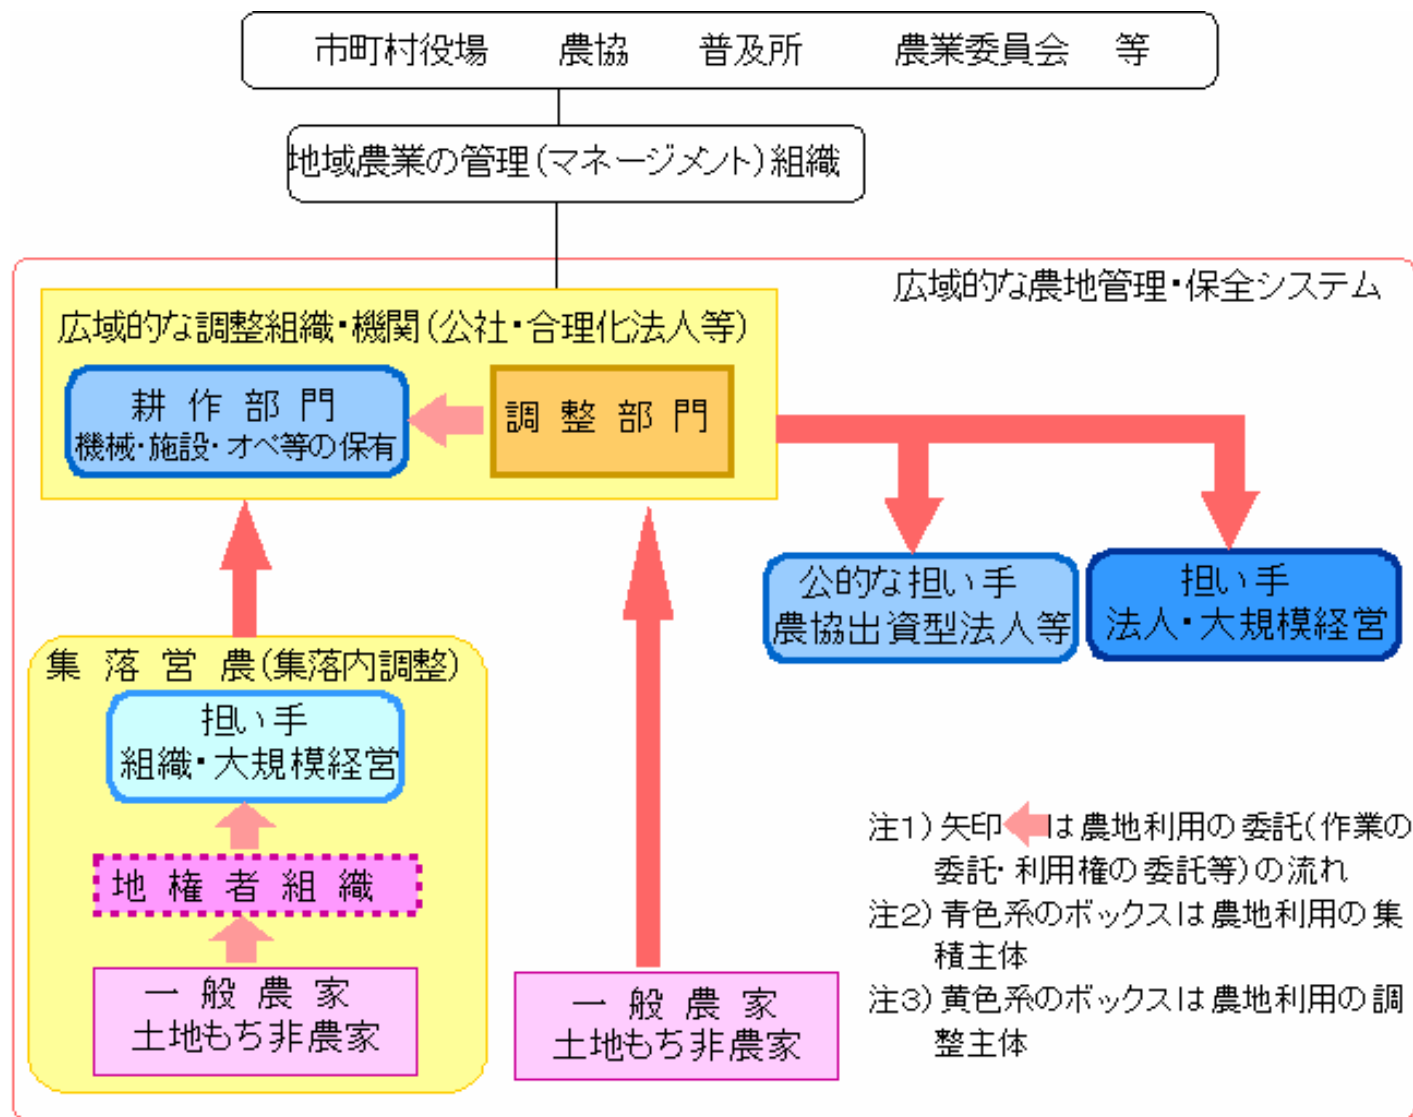 市町村役場 農協 普及所 農業委員会 等
地域農業の管理(マネージメント)組織
広域的な農地管理・保全システム
広域的な調整組織・機関(公社・合理化法人等)
耕作部門
機械・施設・オペ等の保有
調整部門
公的な担い手
農協出資型法人等
担い手
法人・大規模経営
集落営農(集落内調整)
担い手
組織・大規模経営
地権者組織
一般農家
土地もち非農家
一般農家
土地もち非農家
注1)矢印は農地利用の委託(作業の
委託・利用権の委託等)の流れ
注2)青色系のボックスは農地利用の集
積主体
注3)黄色系のボックスは農地利用の調
整主体